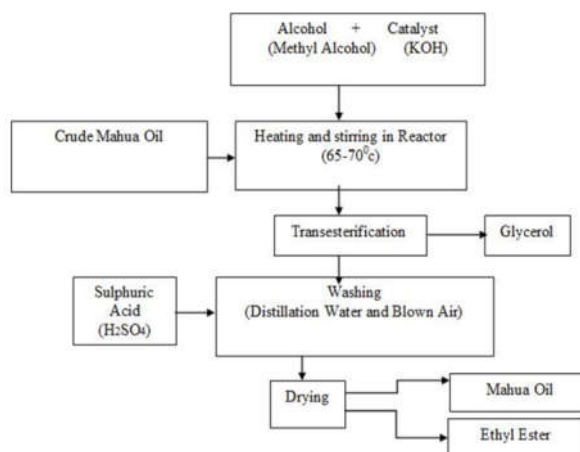 Alcohol + Catalyst
(Methyl Alcohol) (KOH)
Crude Mahua Oil
Heating and stirring in Reactor
(65-70⁰c)
Transesterification
Glycerol
Sulphuric
Acid
(H2SO4)
Washing
(Distillation Water and Blown Air)
Drying
Mahua Oil
Ethyl Ester